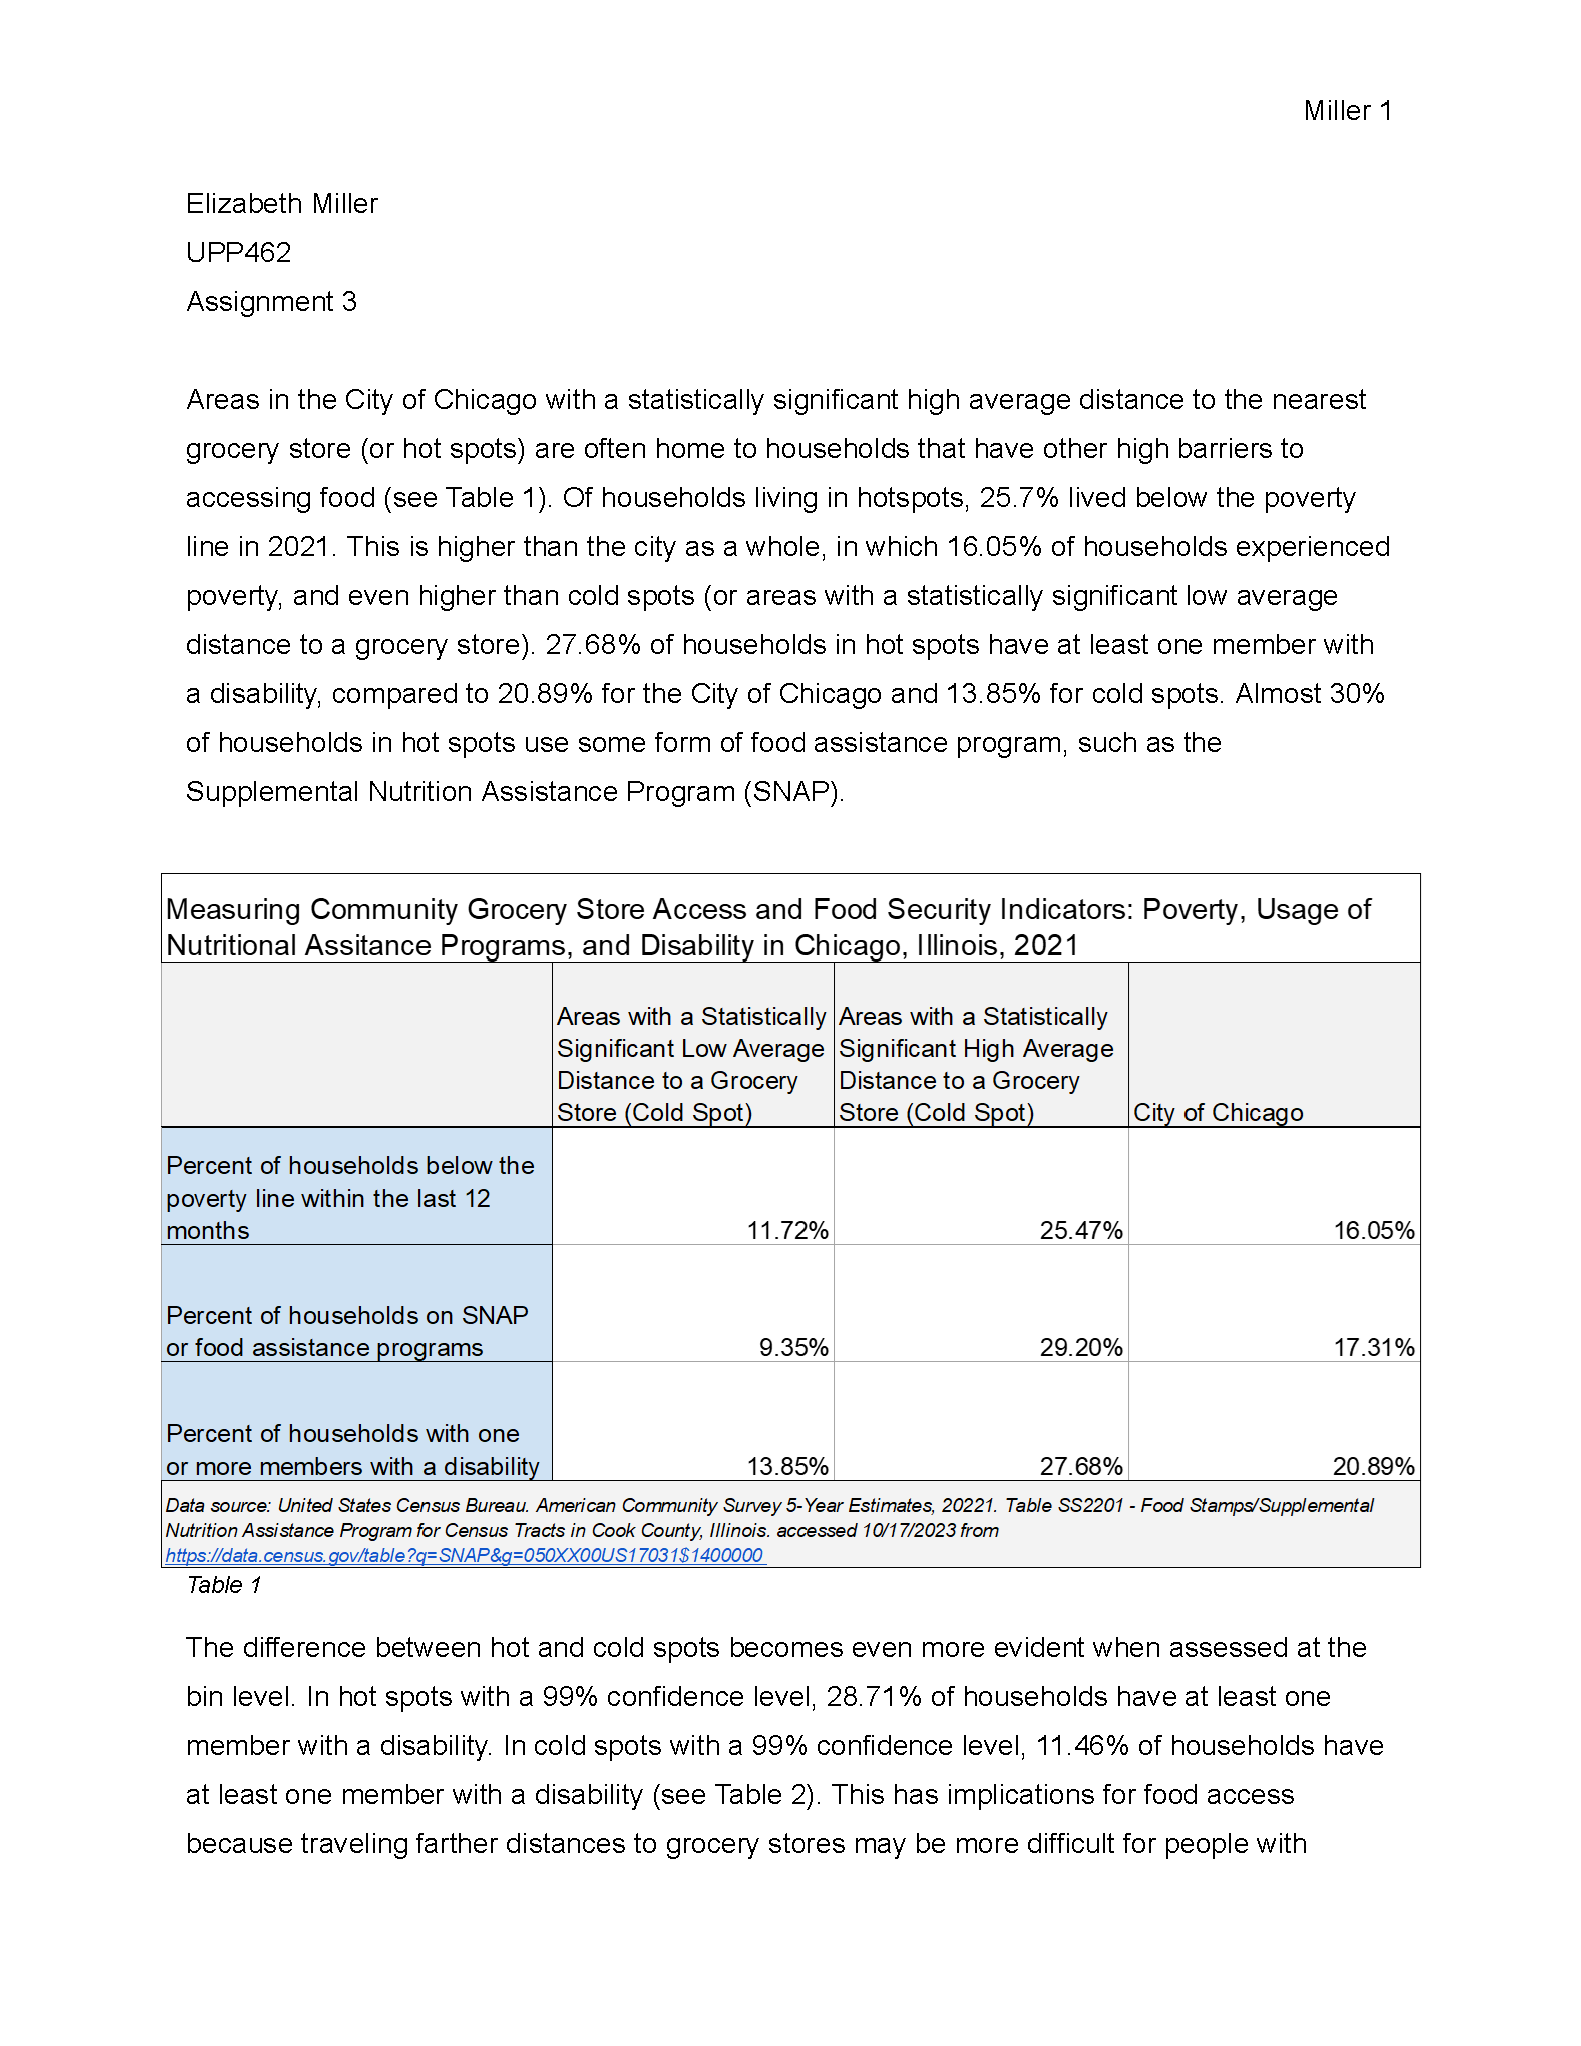 Miller 1
Elizabeth Miller
UPP462
Assignment 3
Areas in the City of Chicago with a statistically significant high average distance to the nearest
grocery store (or hot spots) are often home to households that have other high barriers to
accessing food (see Table 1). Of households living in hotspots, 25.7% lived below the poverty
line in 2021. This is higher than the city as a whole, in which 16.05% of households experienced
poverty, and even higher than cold spots (or areas with a statistically significant low average
distance to a grocery store). 27.68% of households in hot spots have at least one member with
a disability, compared to 20.89% for the City of Chicago and 13.85% for cold spots. Almost 30%
of households in hot spots use some form of food assistance program, such as the
Supplemental Nutrition Assistance Program (SNAP).
Measuring Community Grocery Store Access and Food Security Indicators: Poverty, Usage of
Nutritional Assitance Programs, and Disability in Chicago, Illinois, 2021
Areas with a Statistically
Significant Low Average
Distance to a Grocery
Store (Cold Spot)
Areas with a Statistically
Significant High Average
Distance to a Grocery
Store (Cold Spot)
City of Chicago
Percent of households below the
poverty line within the last 12
months
11.72%
25.47%
16.05%
Percent of households on SNAP
or food assistance programs
9.35%
29.20%
17.31%
Percent of households with one
or more members with a disability
13.85%
27.68%
20.89%
Data source: United States Census Bureau. American Community Survey 5-Year Estimates, 20221. Table SS2201 - Food Stamps/Supplemental
Nutrition Assistance Program for Census Tracts in Cook County, Illinois. accessed 10/17/2023 from
https://data.census.gov/table?q=SNAP&g=050XX00US17031$1400000
Table 1
The difference between hot and cold spots becomes even more evident when assessed at the
bin level. In hot spots with a 99% confidence level, 28.71% of households have at least one
member with a disability. In cold spots with a 99% confidence level, 11.46% of households have
at least one member with a disability (see Table 2). This has implications for food access
because traveling farther distances to grocery stores may be more difficult for people with